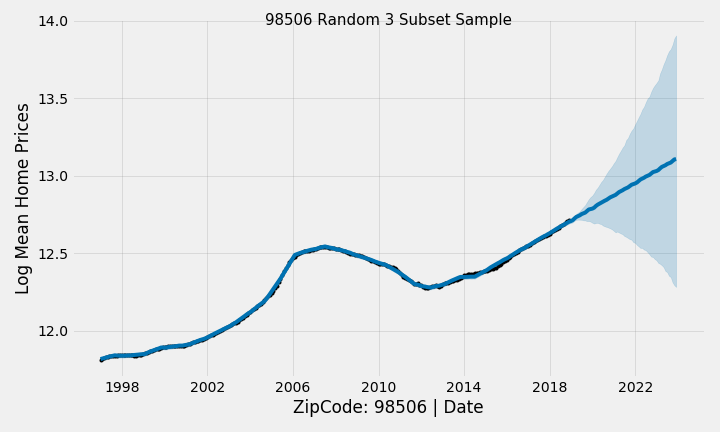 98506 Random 3 Subset Sample
14.0
13.5
13.0
12.5
12.0
Log Mean Home Prices
1998 2002 2006 2010 2014 2018 2022
ZipCode: 98506 | Date